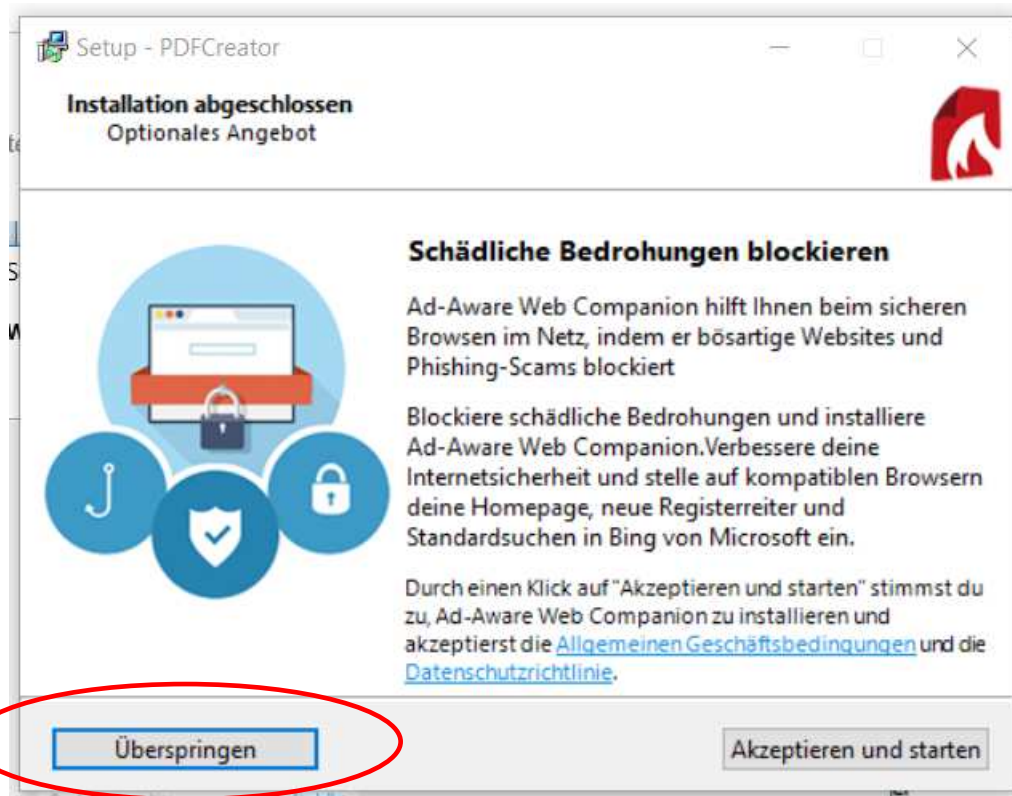 Setup - PDFCreator
Installation abgeschlossen
Optionales Angebot
Schädliche Bedrohungen blockieren
Ad-Aware Web Companion hilft Ihnen beim sicheren
Browsen im Netz, indem er bösartige Websites und
Phishing-Scams blockiert
Blockiere schädliche Bedrohungen und installiere
Ad-Aware Web Companion.Verbessere deine
Internetsicherheit und stelle auf kompatiblen Browsern
deine Homepage, neue Registerreiter und
Standardsuchen in Bing von Microsoft ein.
Durch einen Klick auf "Akzeptieren und starten" stimmst du
zu, Ad-Aware Web Companion zu installieren und
akzeptierst die Allgemeinen Geschäftsbedingungen und die
Datenschutzrichtlinie.
Überspringen
Akzeptieren und starten